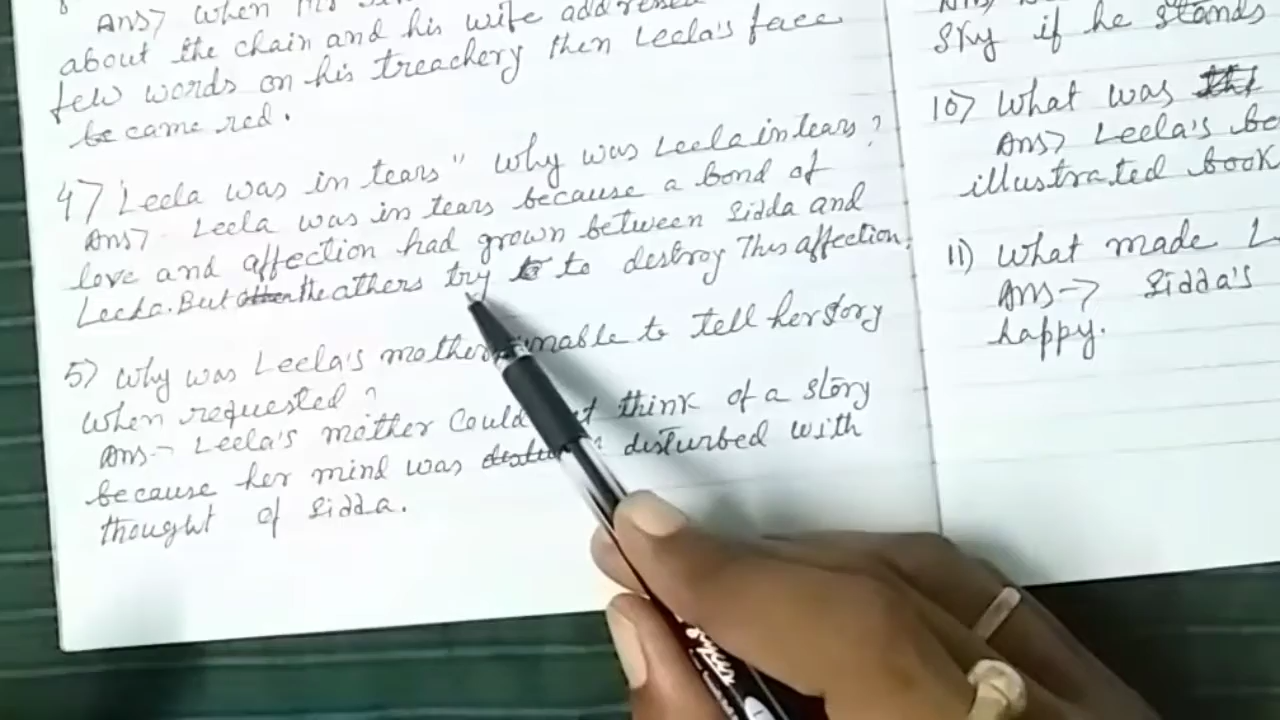 Ans> when his
about the chain and his wife
few words on his treachery then Leela's face
became red.
4> 'Leela was in tears" why was Leela in tears?
Ans> Leela was in tears because a bond of
love and affection had grown between Sidda and
Leela. But the athers try to destroy This affection.
5> why was Leela's mother unable to tell her story
when requested?
Ans→ Leela's mother could think of a story
because her mind was disturbed with
thought of Sidda.
sky if he stands
10> What was
Ans> Leela's
illustrated book
11) What made
Ans→ Sidda's
happy.